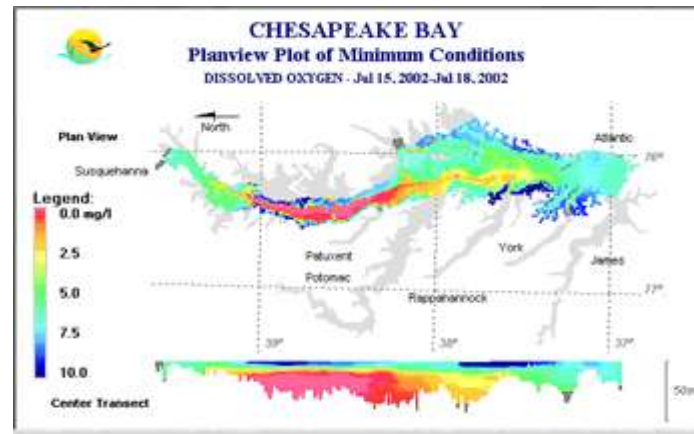 CHESAPEAKE BAY
Planview Plot of Minimum Conditions
DISSOLVED OXYGEN - Jul 15, 2002-Jul 18, 2002
North
Plan View
Atlantic
76°
Susquehanna
Legend:
0.0 mg/l
2.5
5.0
7.5
10.0
Patuxent
York
Potomac
James
Rappahannock
77°
39°
38°
37°
Center Transect